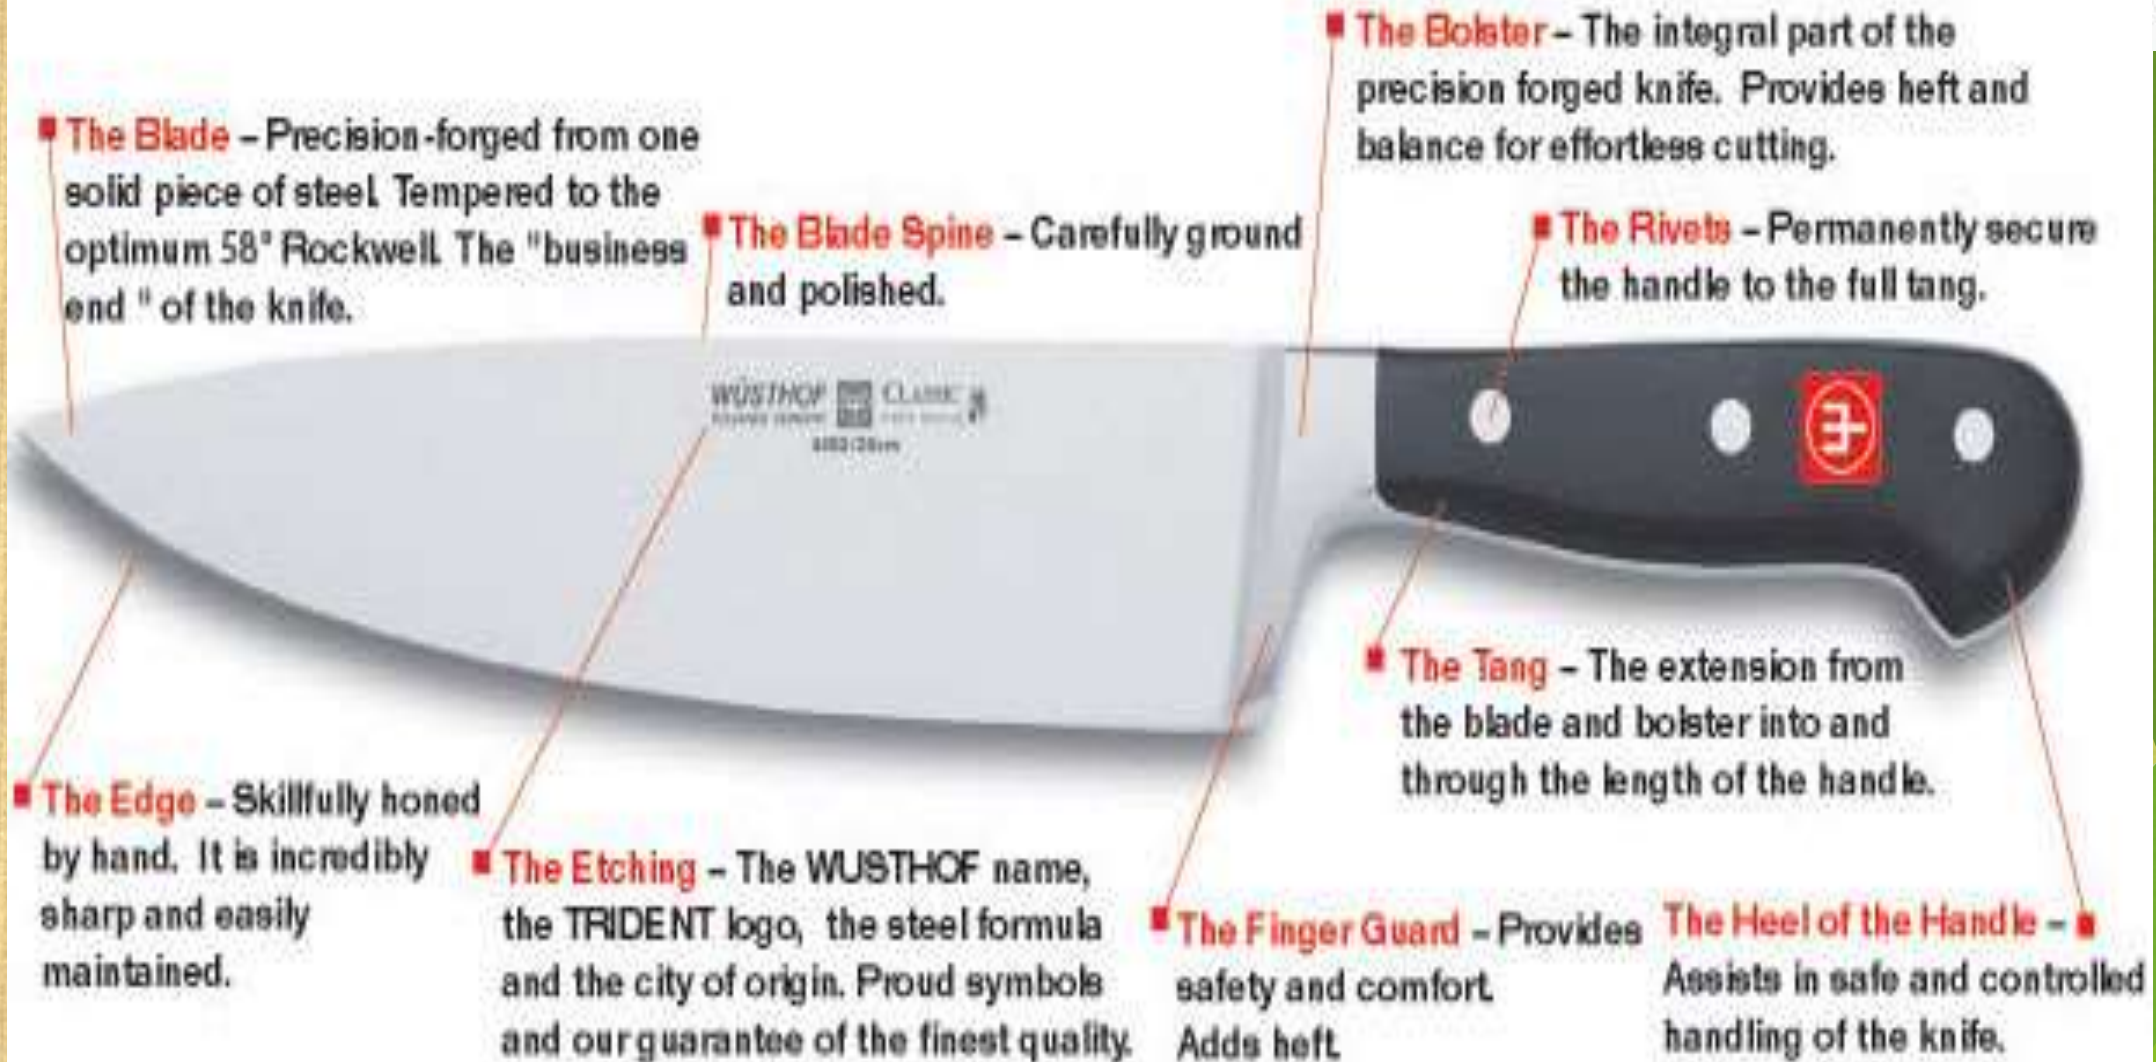 The Bolster – The integral part of the
precision forged knife. Provides heft and
balance for effortless cutting.
The Blade – Precision-forged from one
solid piece of steel. Tempered to the
optimum 58° Rockwell. The "business
end " of the knife.
The Blade Spine – Carefully ground
and polished.
The Rivets – Permanently secure
the handle to the full tang.
WÜSTHOF CLASSIC
The Tang – The extension from
the blade and bolster into and
through the length of the handle.
The Edge – Skillfully honed
by hand. It is incredibly
sharp and easily
maintained.
The Etching – The WUSTHOF name,
the TRIDENT logo, the steel formula
and the city of origin. Proud symbols
and our guarantee of the finest quality.
The Finger Guard – Provides
safety and comfort.
Adds heft.
The Heel of the Handle –
Assists in safe and controlled
handling of the knife.